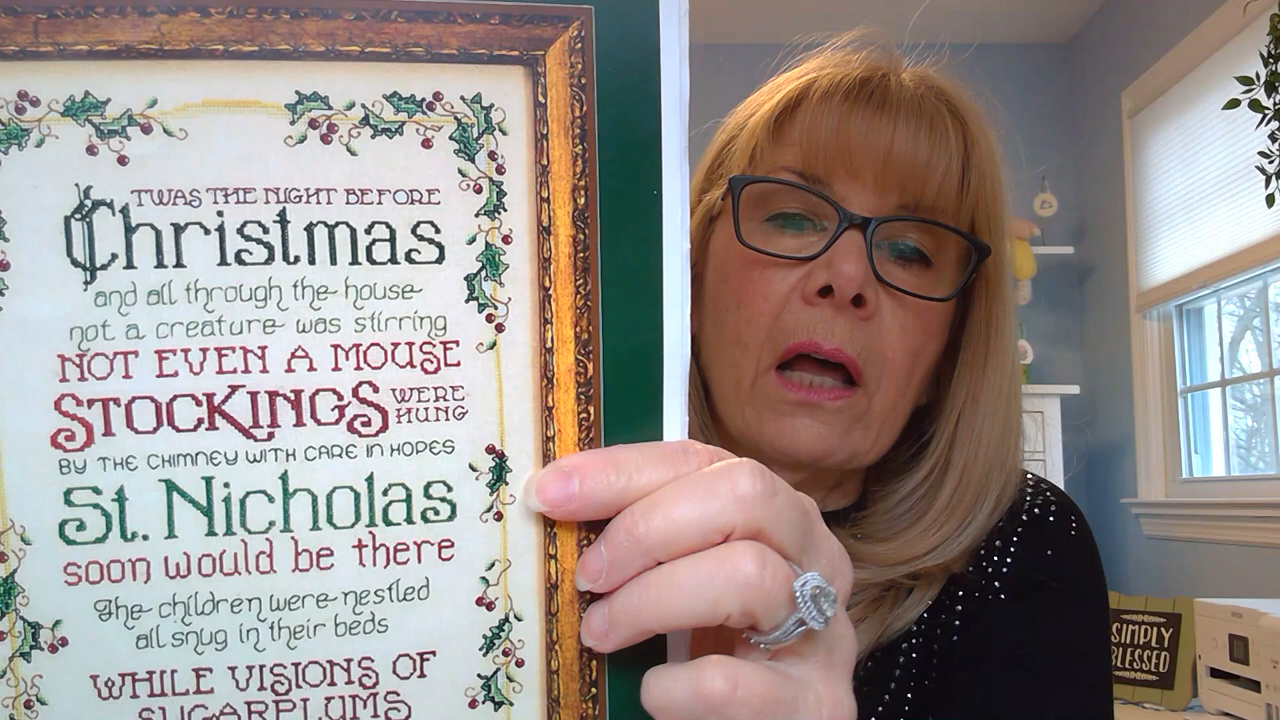 TWAS THE NIGHT BEFORE
Christmas
and all through the house
not a creature was stirring
NOT EVEN A MOUSE
STOCKINGS WERE HUNG
BY THE CHIMNEY WITH CARE IN HOPES
St. Nicholas
soon would be there
The children were nestled
all snug in their beds
WHILE VISIONS OF
SUGARPLUMS
SIMPLY
BLESSED